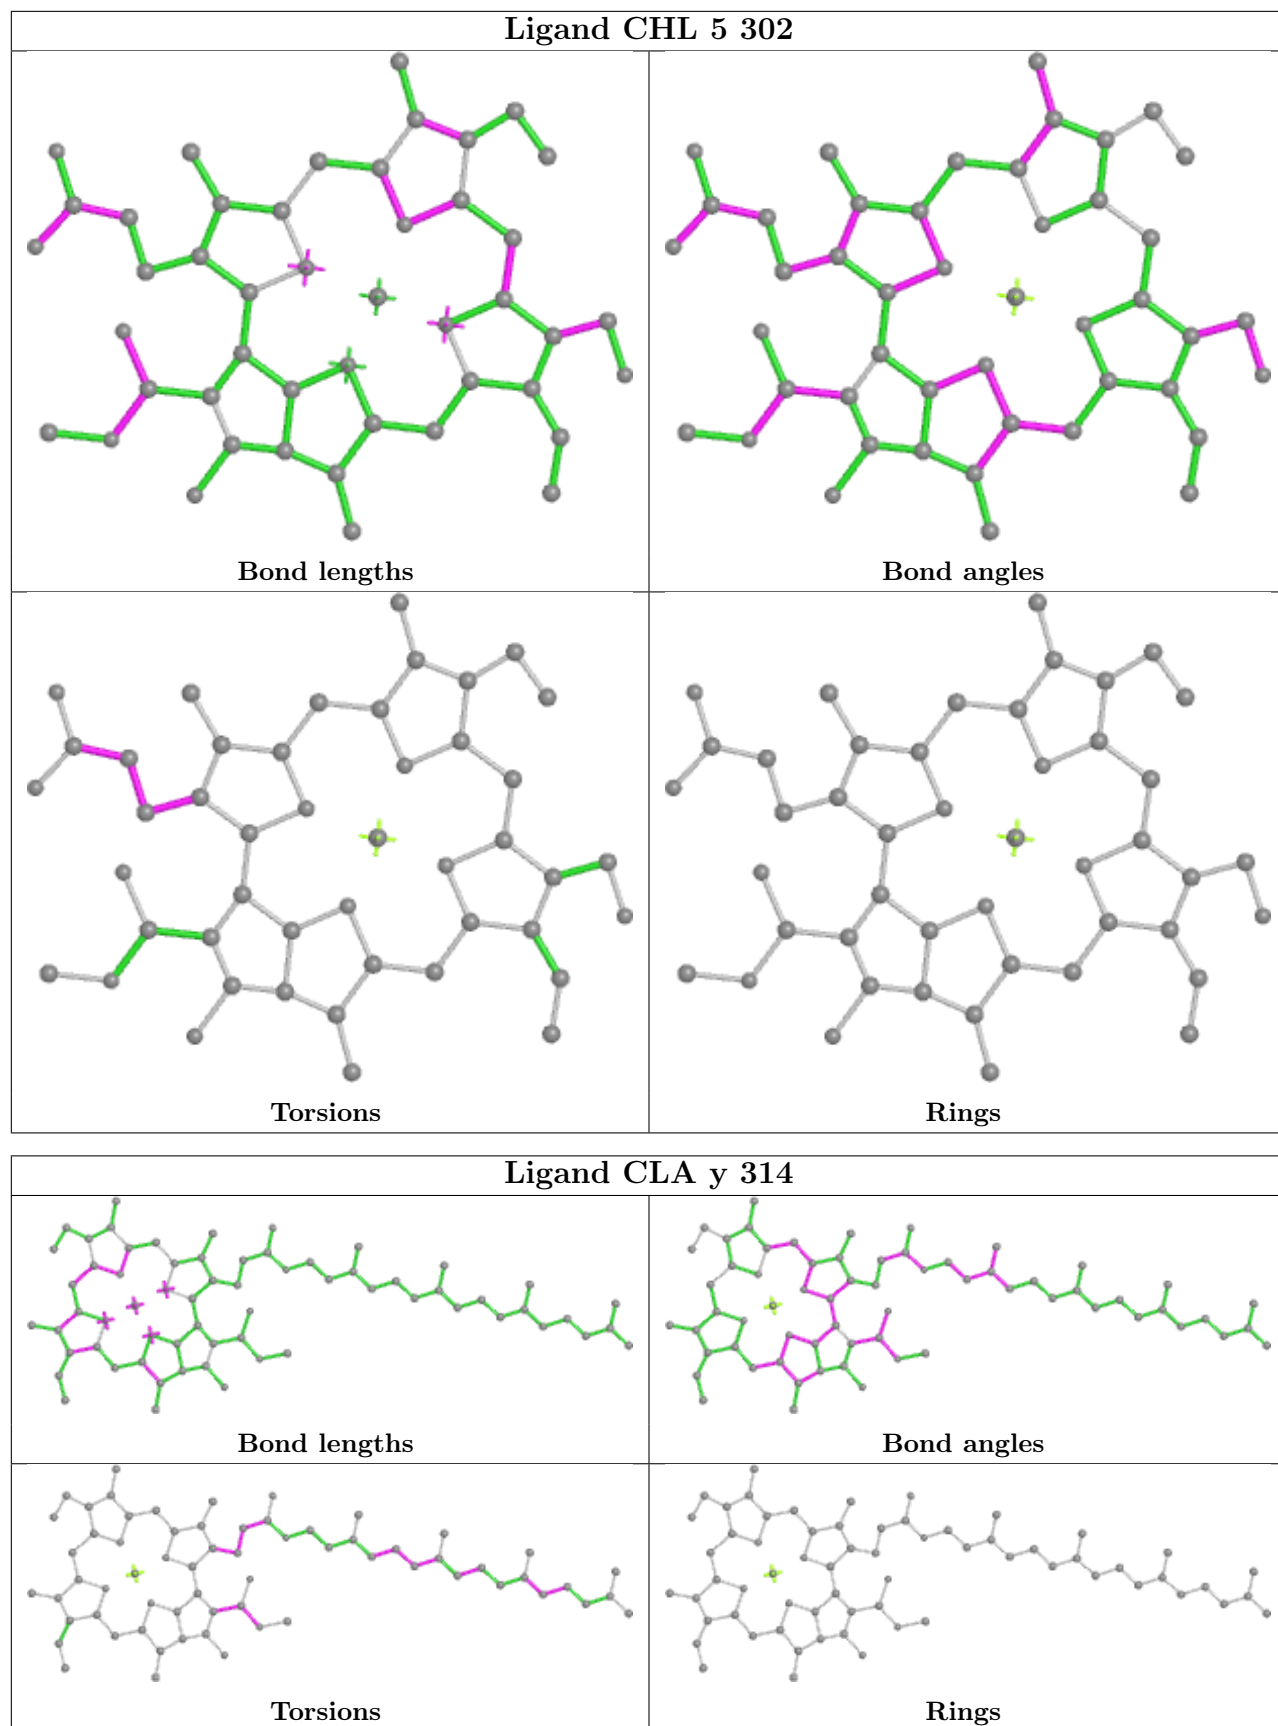 Ligand CHL 5 302
Bond lengths
Bond angles
Torsions
Rings
Ligand CLA y 314
Bond lengths
Bond angles
Torsions
Rings